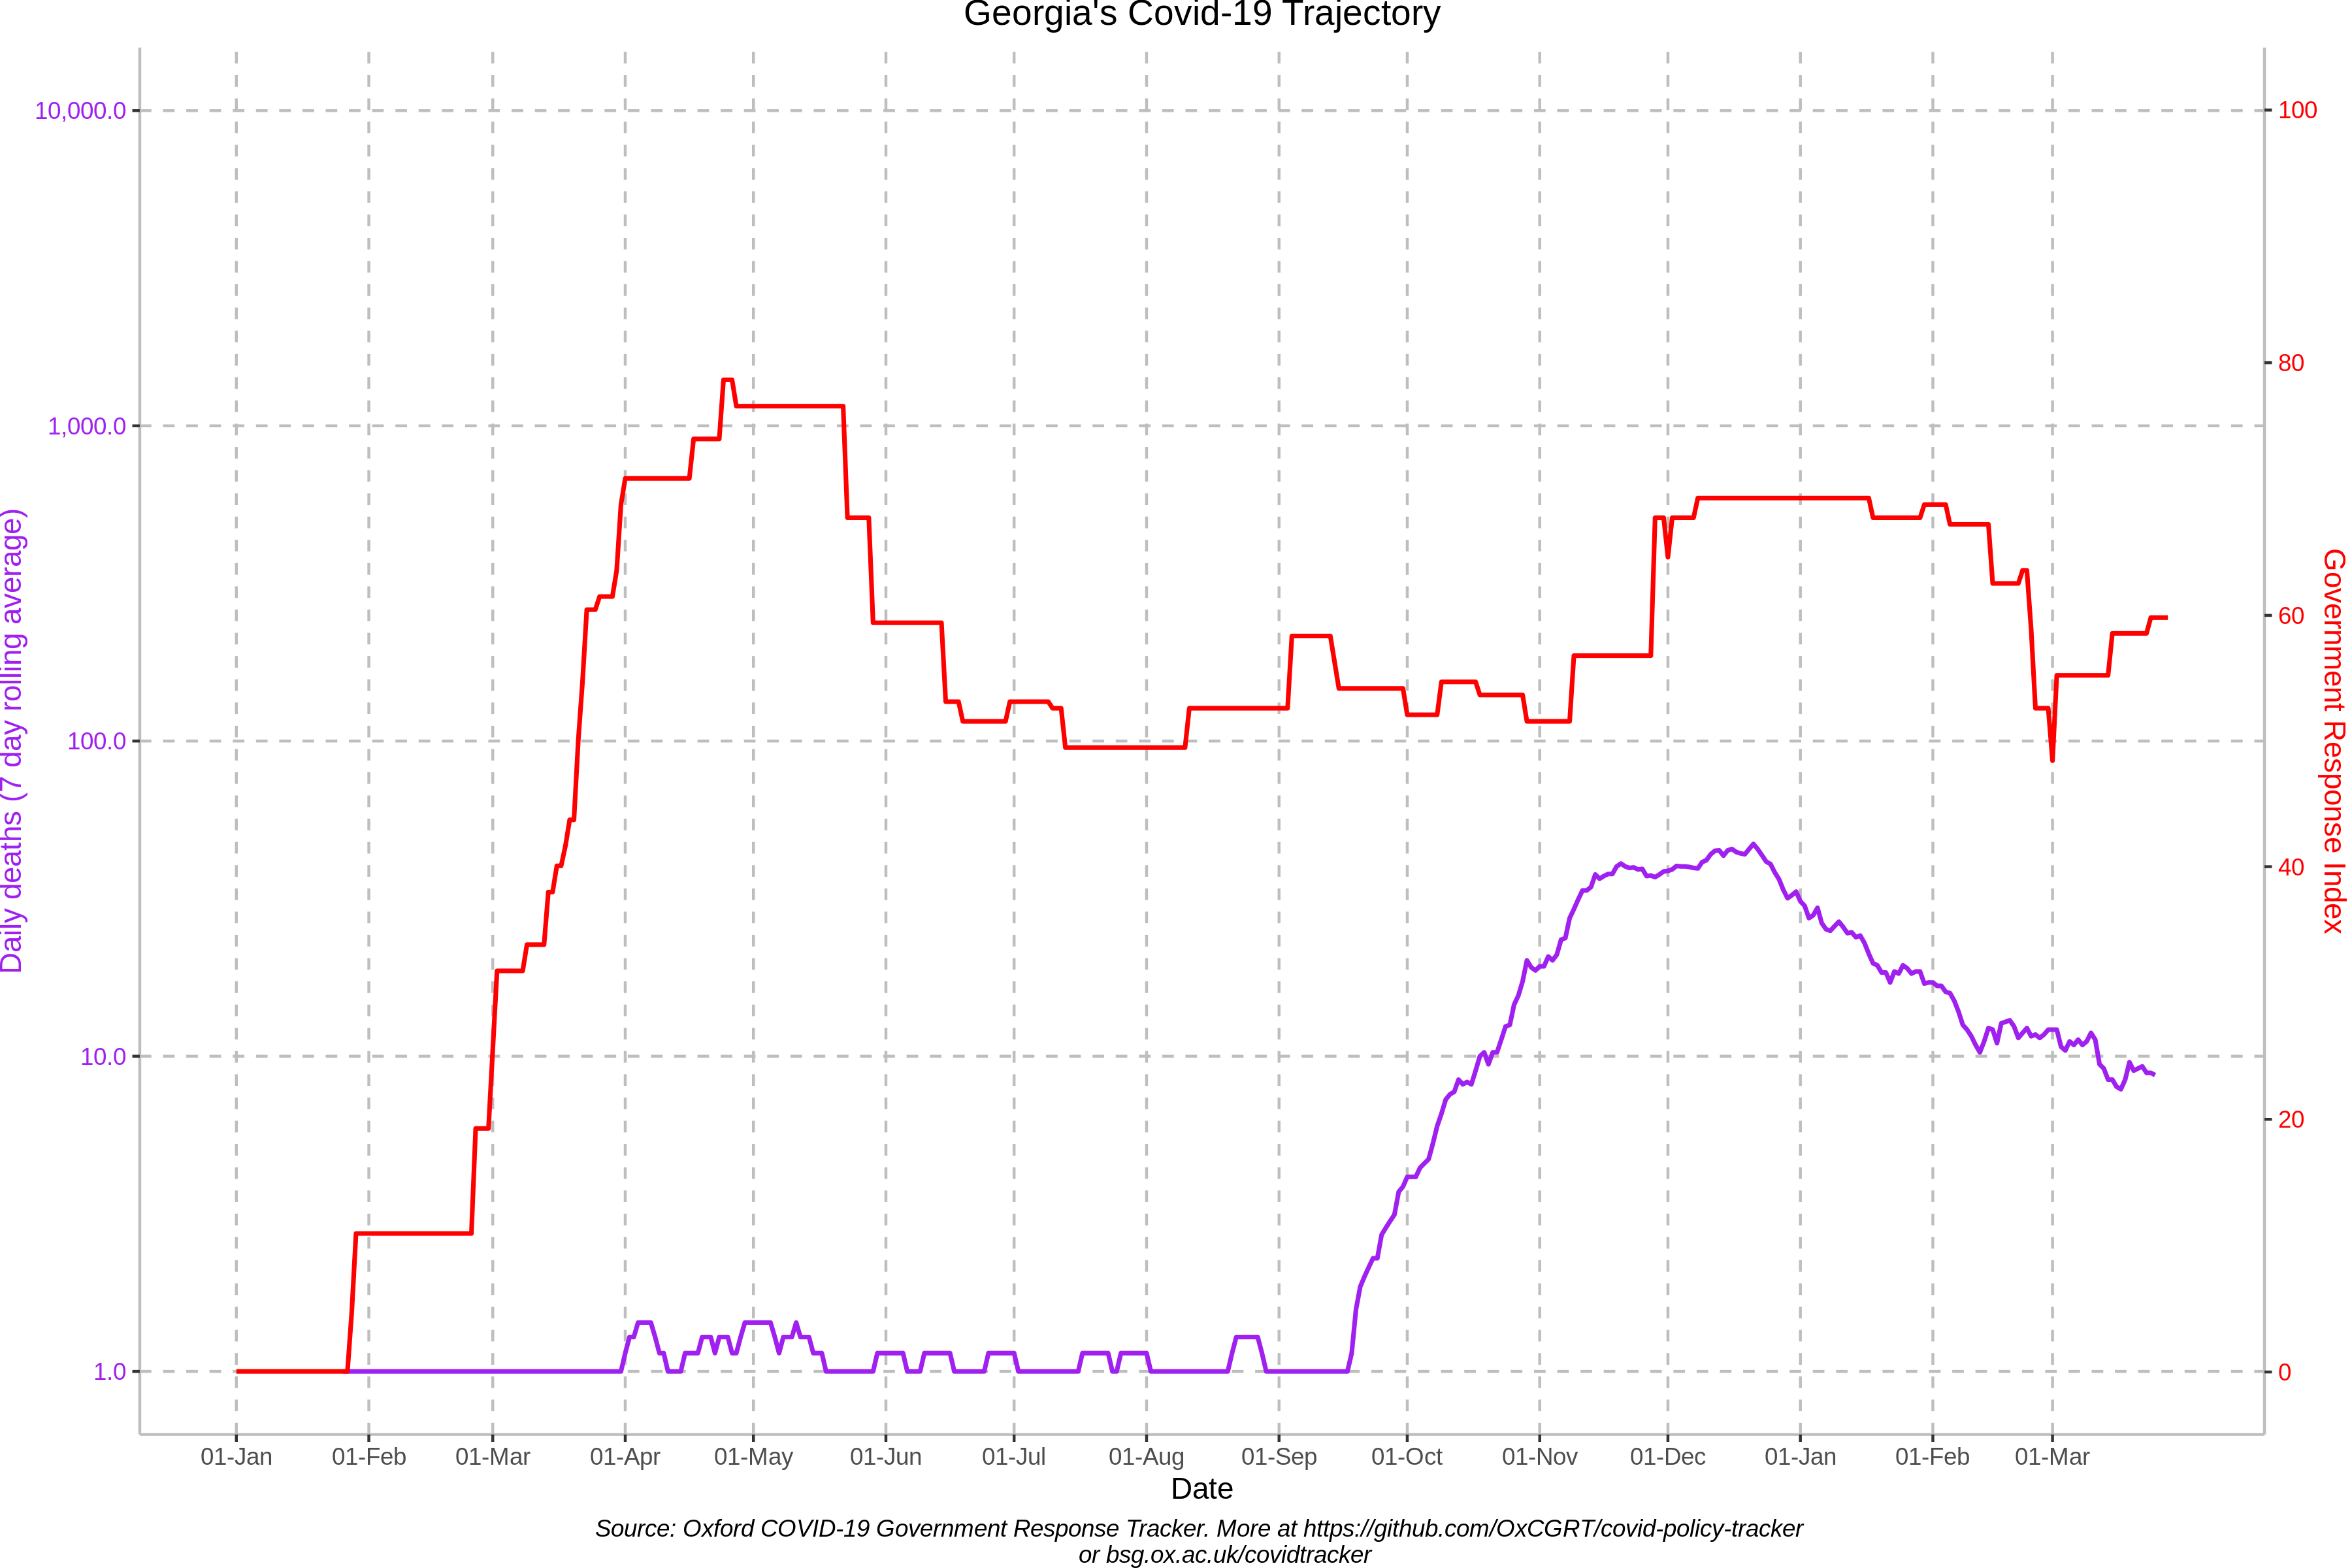 Georgia's Covid-19 Trajectory
10,000.0
1,000.0
100.0
10.0
1.0
Daily deaths (7 day rolling average)
100
80
60
40
20
0
Government Response Index
01-Jan 01-Feb 01-Mar 01-Apr 01-May 01-Jun 01-Jul 01-Aug 01-Sep 01-Oct 01-Nov 01-Dec 01-Jan 01-Feb 01-Mar
Date
Source: Oxford COVID-19 Government Response Tracker. More at https://github.com/OxCGRT/covid-policy-tracker
or bsg.ox.ac.uk/covidtracker